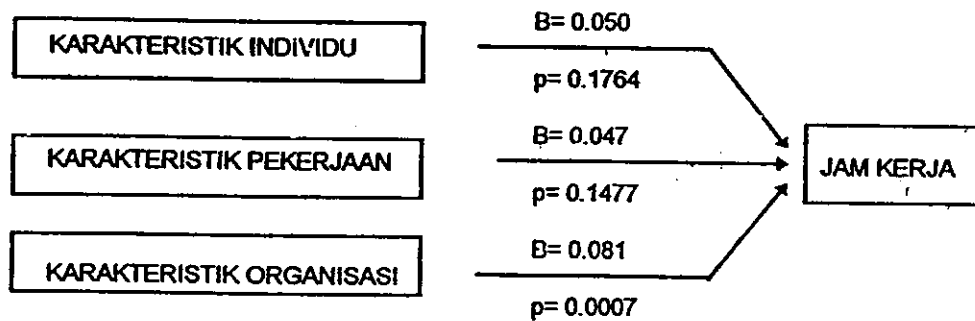 KARAKTERISTIK INDIVIDU
B= 0.050
p= 0.1764
KARAKTERISTIK PEKERJAAN
B= 0.047
p= 0.1477
JAM KERJA
KARAKTERISTIK ORGANISASI
B= 0.081
p= 0.0007